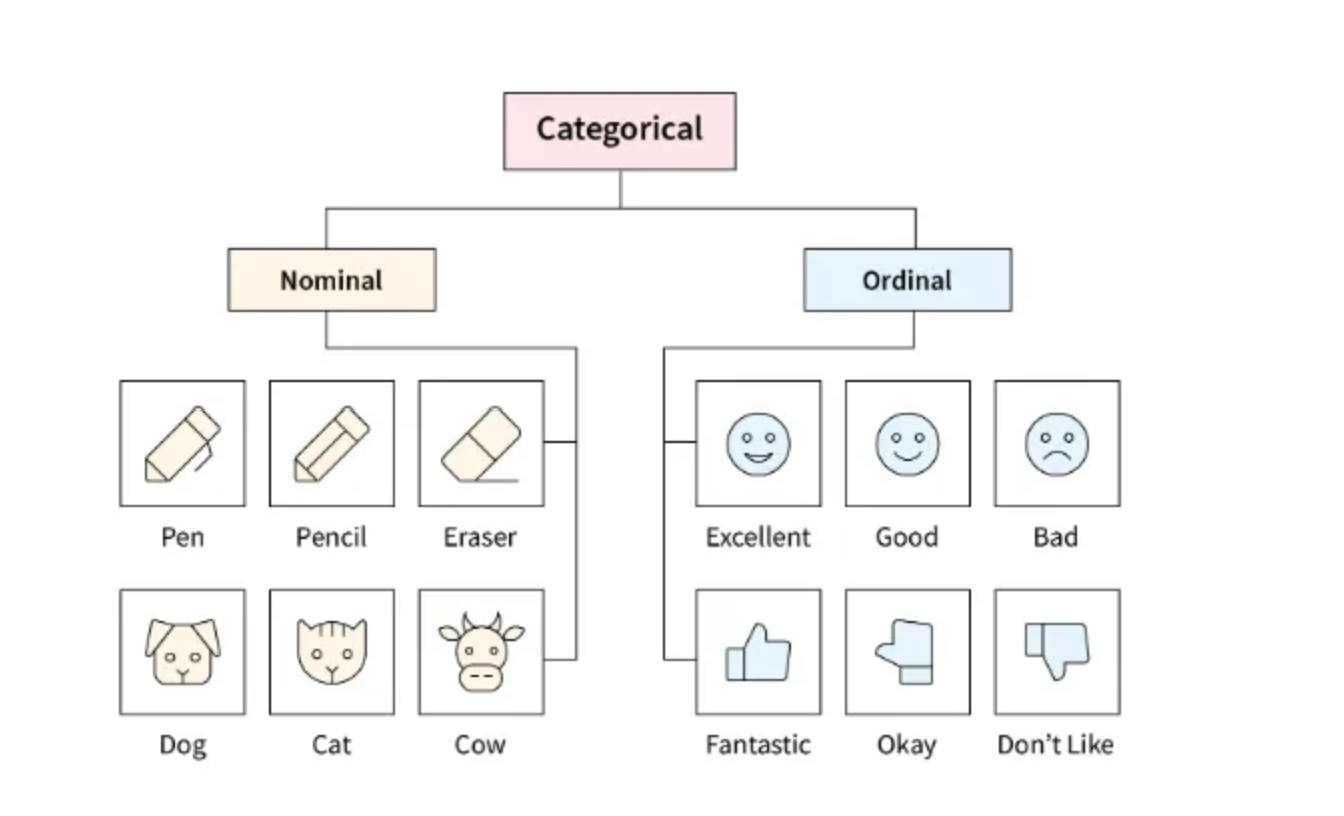 Categorical
Nominal
Ordinal
Pen
Pencil
Eraser
Excellent
Good
Bad
Dog
Cat
Cow
Fantastic
Okay
Don’t Like